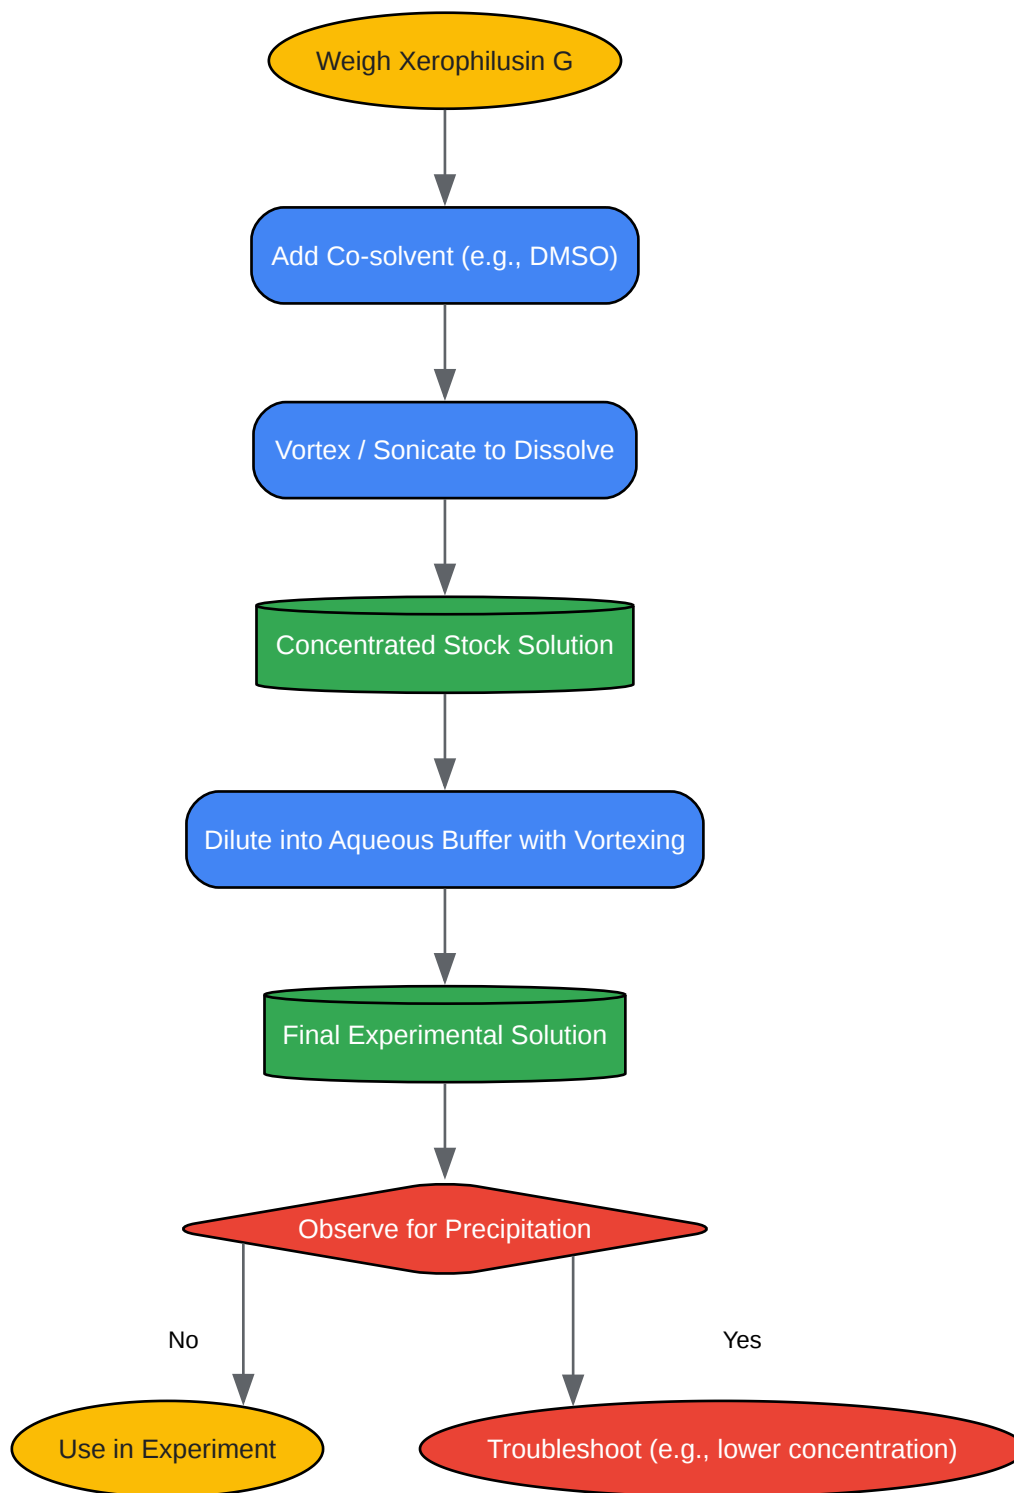 Weigh Xerophilusin G
Add Co-solvent (e.g., DMSO)
Vortex / Sonicate to Dissolve
Concentrated Stock Solution
Dilute into Aqueous Buffer with Vortexing
Final Experimental Solution
Observe for Precipitation
No
Yes
Use in Experiment
Troubleshoot (e.g., lower concentration)